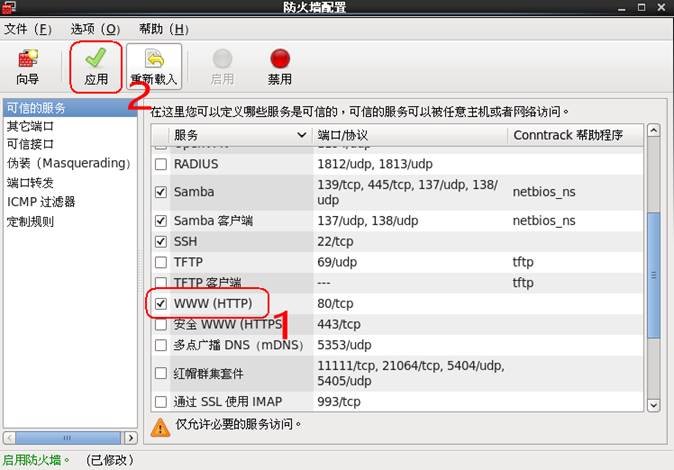 防火墙配置
文件（F） 选项（O） 帮助（H）
向导 应用 重新载入 启用 禁用
2
可信的服务
其它端口
可信接口
伪装（Masquerading）
端口转发
ICMP 过滤器
定制规则
在这里您可以定义哪些服务是可信的，可信的服务可以被任意主机或者网络访问。
服务 端口/协议 Conntrack 帮助程序
RADIUS 1812/udp, 1813/udp
Samba 139/tcp, 445/tcp, 137/udp, 138/
udp netbios_ns
Samba 客户端 137/udp, 138/udp netbios_ns
SSH 22/tcp
TFTP 69/udp tftp
TFTP 客户端 --- tftp
WWW (HTTP) 80/tcp
1
安全 WWW (HTTPS 443/tcp
多点广播 DNS（mDNS） 5353/udp
红帽群集套件 11111/tcp, 21064/tcp, 5404/udp,
5405/udp
通过 SSL 使用 IMAP 993/tcp
仅允许必要的服务访问。
启用防火墙。 （已修改）